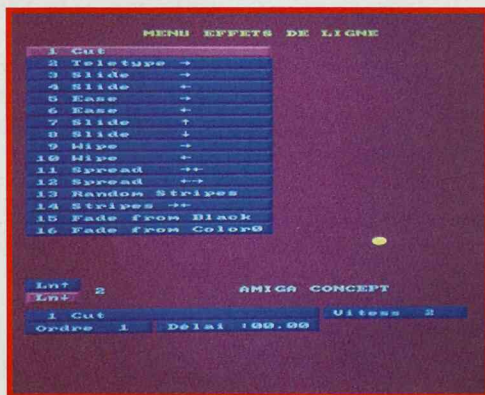 MENU EFFETS DE LIGNE
1 Cut
2 Teletype →
3 Slide →
4 Slide ←
5 Ease →
6 Ease ←
7 Slide ↑
8 Slide ↓
9 Wipe →
10 Wipe ←
11 Spread →←
12 Spread ←→
13 Random Stripes
14 Stripes →←
15 Fade from Black
16 Fade from Color0
Ln↑
Ln↓ 2 AMIGA CONCEPT
1 Cut Vitess 2
Ordre 1 Délai :00.00